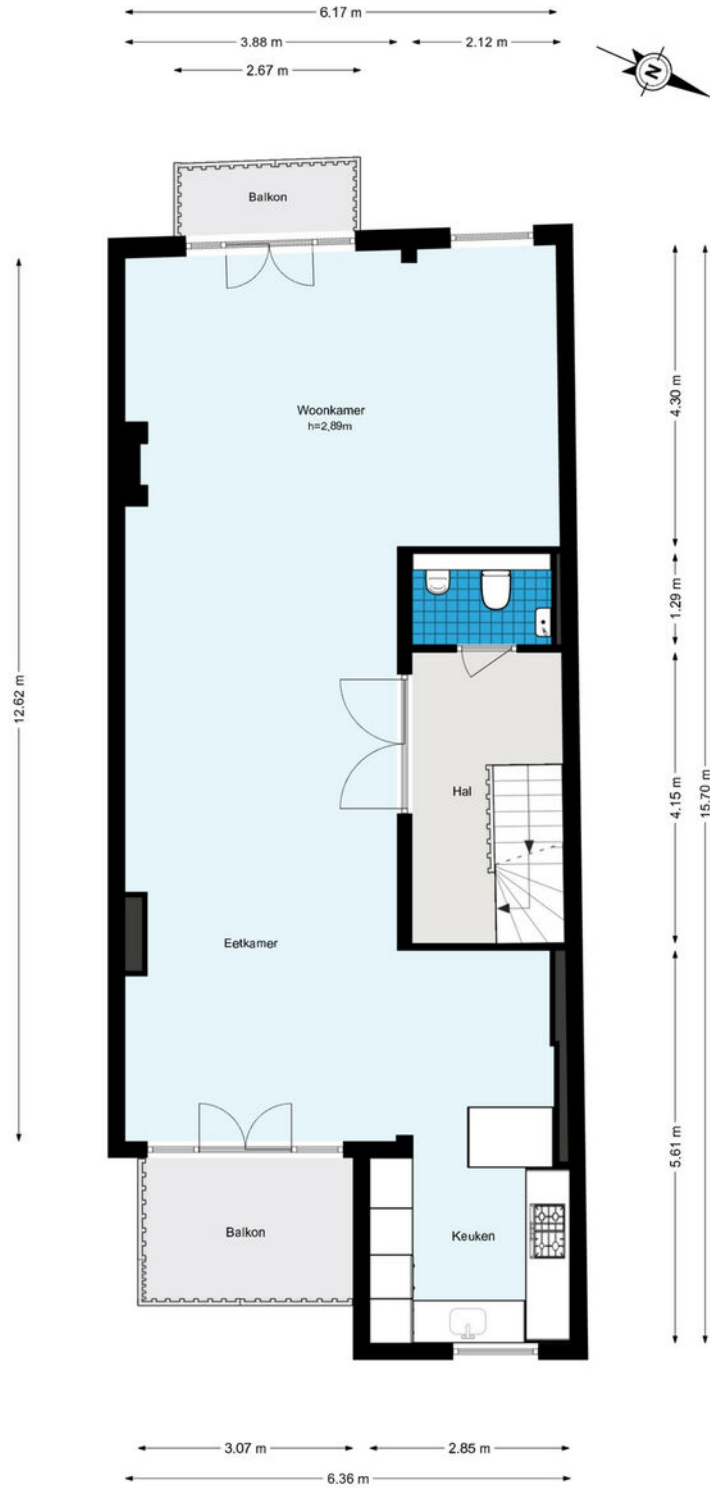 6.17 m
3.88 m
2.12 m
2.67 m
N
Balkon
Woonkamer
h=2,89m
4.30 m
1.29 m
12.62 m
Hal
4.15 m
15.70 m
Eetkamer
5.61 m
Balkon
Keuken
3.07 m
2.85 m
6.36 m